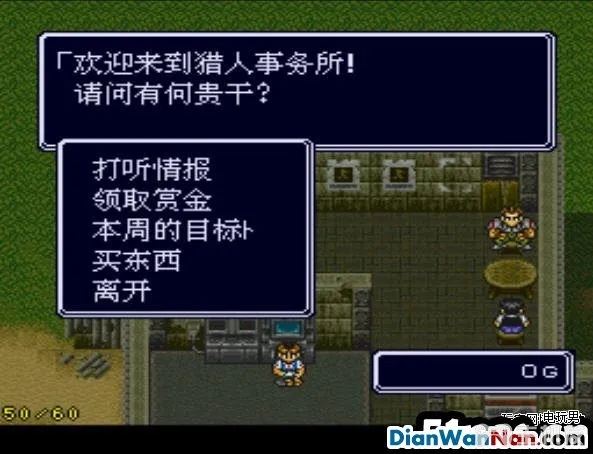 「欢迎来到猎人事务所!
请问有何贵干?
打听情报
领取赏金
本周的目标ト
买东西
离开
0G
50/60
DianWanNan.com